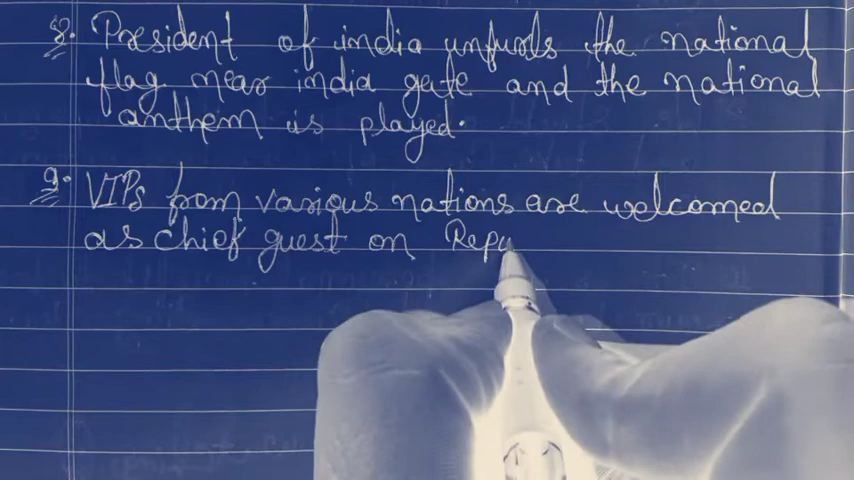 8. President of india unfurls the national
flag near india gate and the national
anthem is played.
9. VIPs from various nations are welcomed
as chief guest on Repu